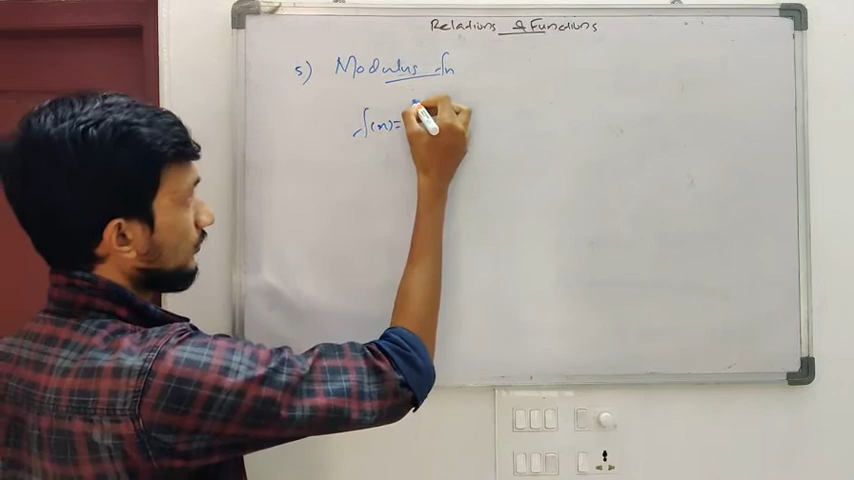 Relations & Functions
5) Modulus fn
f(x)=